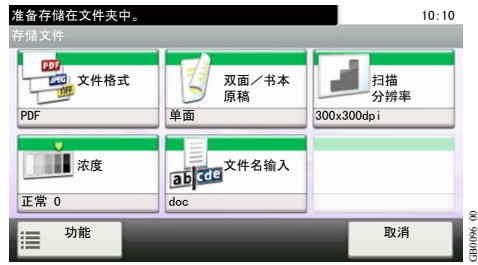 准备存储在文件夹中。
10:10
存储文件
PDF
JPEG
TIFF
文件格式
PDF
双面／书本
原稿
单面
扫描
分辨率
300x300dpi
浓度
正常 0
ab cde
文件名输入
doc
功能
取消
GB0096 00